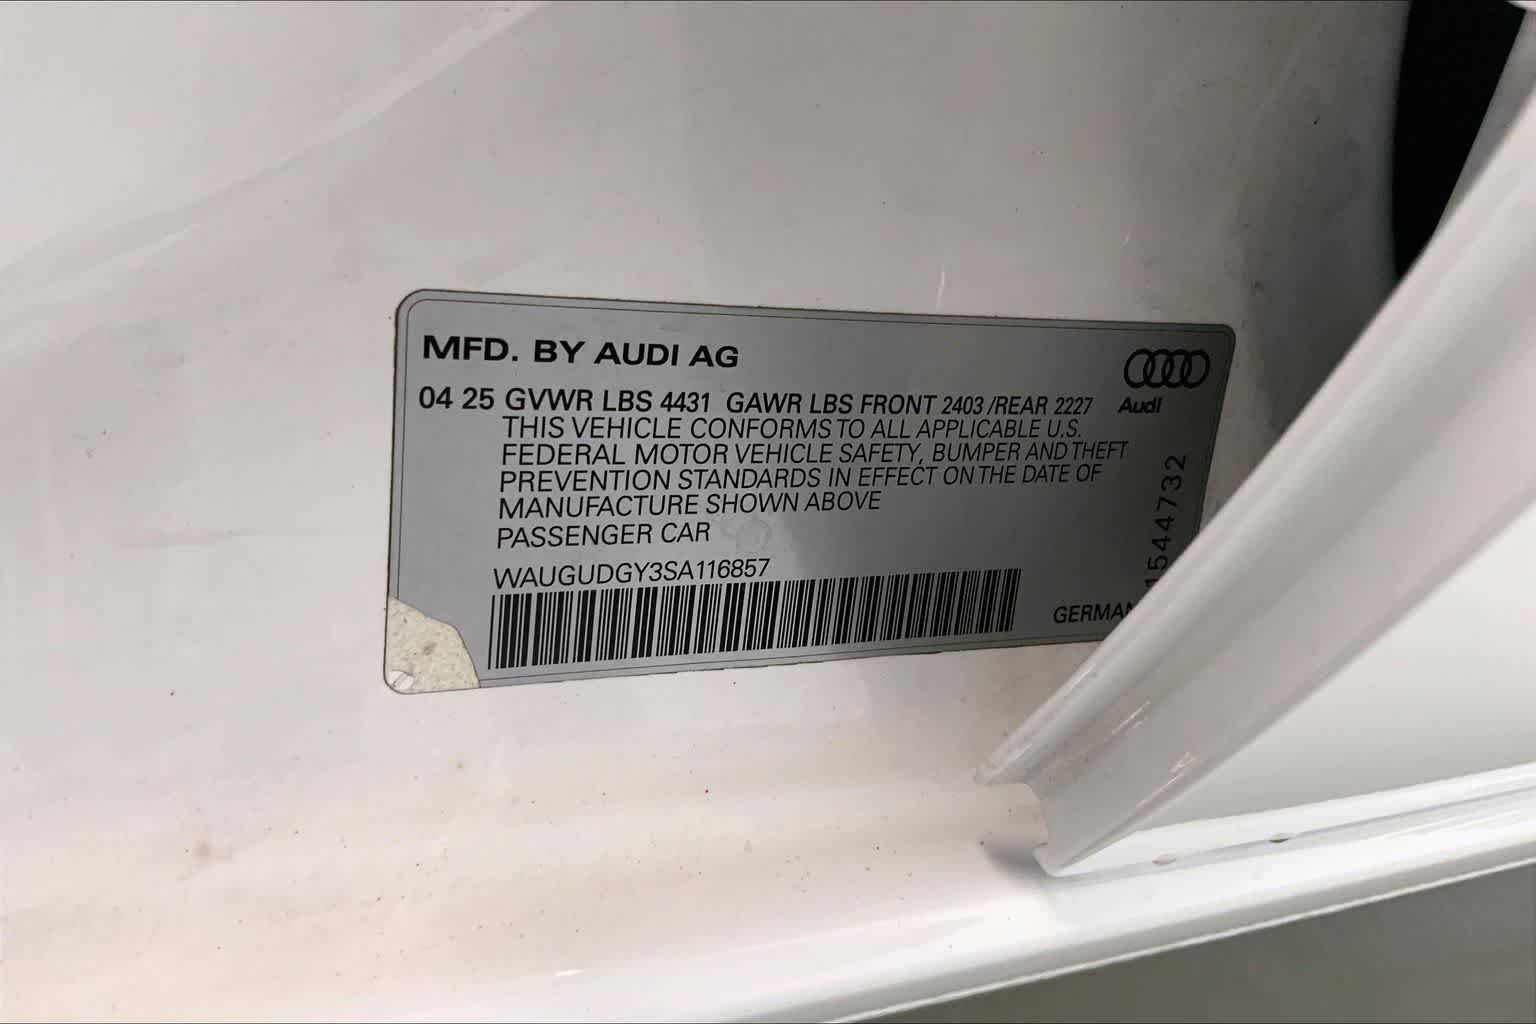 MFD. BY AUDI AG
04 25 GVWR LBS 4431 GAWR LBS FRONT 2403 /REAR 2227
Audi
THIS VEHICLE CONFORMS TO ALL APPLICABLE U.S.
FEDERAL MOTOR VEHICLE SAFETY, BUMPER AND THEFT
PREVENTION STANDARDS IN EFFECT ON THE DATE OF
MANUFACTURE SHOWN ABOVE
PASSENGER CAR
WAUGUDGY3SA116857
1544732